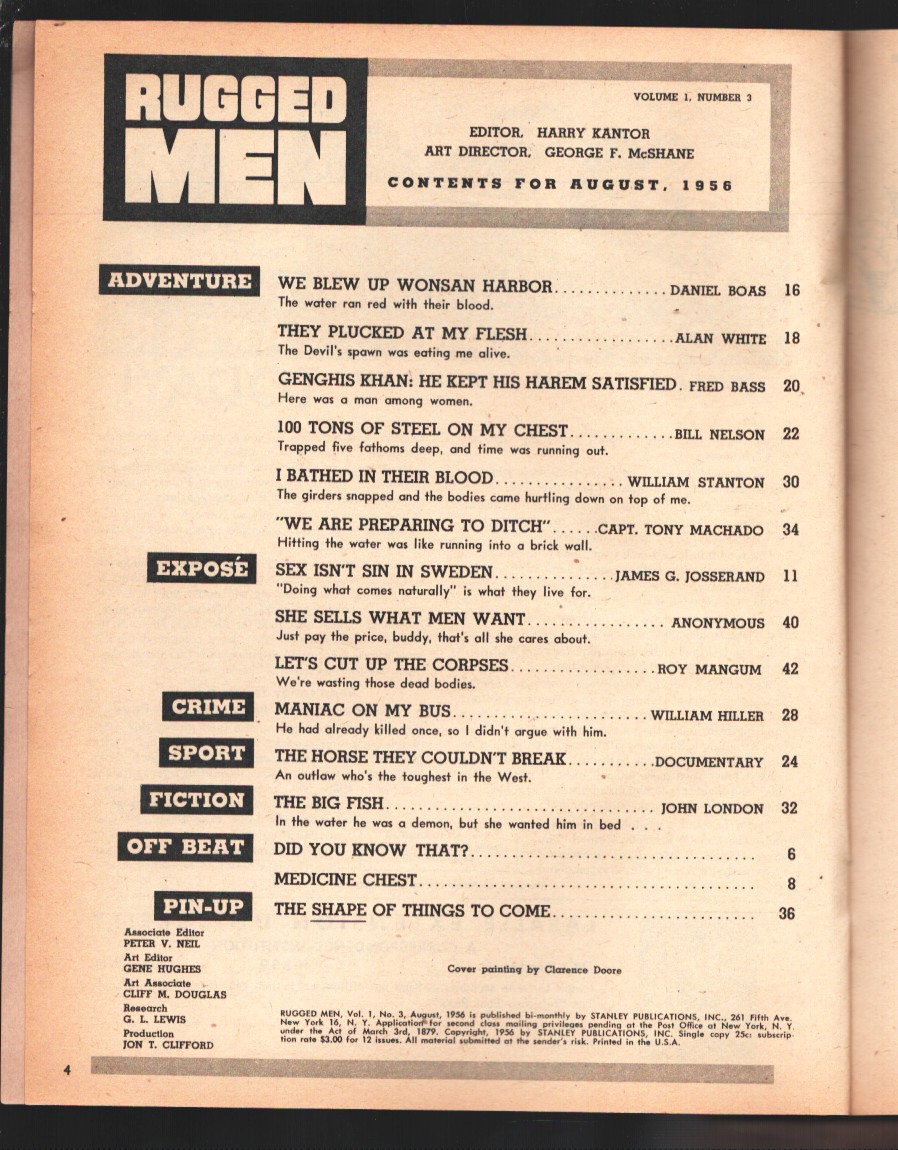 RUGGED
MEN
VOLUME 1, NUMBER 3
EDITOR, HARRY KANTOR
ART DIRECTOR, GEORGE F. McSHANE
CONTENTS FOR AUGUST, 1956
ADVENTURE
WE BLEW UP WONSAN HARBOR.............DANIEL BOAS 16
The water ran red with their blood.
THEY PLUCKED AT MY FLESH..................ALAN WHITE 18
The Devil's spawn was eating me alive.
GENGHIS KHAN: HE KEPT HIS HAREM SATISFIED. FRED BASS 20
Here was a man among women.
100 TONS OF STEEL ON MY CHEST.............BILL NELSON 22
Trapped five fathoms deep, and time was running out.
I BATHED IN THEIR BLOOD................WILLIAM STANTON 30
The girders snapped and the bodies came hurtling down on top of me.
"WE ARE PREPARING TO DITCH"......CAPT. TONY MACHADO 34
Hitting the water was like running into a brick wall.
EXPOSÉ
SEX ISN'T SIN IN SWEDEN...............JAMES G. JOSSERAND 11
"Doing what comes naturally" is what they live for.
SHE SELLS WHAT MEN WANT................. ANONYMOUS 40
Just pay the price, buddy, that's all she cares about.
LET'S CUT UP THE CORPSES..................ROY MANGUM 42
We're wasting those dead bodies.
CRIME
MANIAC ON MY BUS........................WILLIAM HILLER 28
He had already killed once, so I didn't argue with him.
SPORT
THE HORSE THEY COULDN'T BREAK...........DOCUMENTARY 24
An outlaw who's the toughest in the West.
FICTION
THE BIG FISH................................. JOHN LONDON 32
In the water he was a demon, but she wanted him in bed . . .
OFF BEAT
DID YOU KNOW THAT?................................... 6
MEDICINE CHEST.......................................... 8
PIN-UP
THE SHAPE OF THINGS TO COME......................... 36
Associate Editor
PETER V. NEIL
Art Editor
GENE HUGHES
Art Associate
CLIFF M. DOUGLAS
Research
G. L. LEWIS
Production
JON T. CLIFFORD
Cover painting by Clarence Doore
RUGGED MEN, Vol. 1, No. 3, August, 1956 is published bi-monthly by STANLEY PUBLICATIONS, INC., 261 Fifth Ave.
New York 16, N. Y. Application for second class mailing privileges pending at the Post Office at New York, N. Y.
under the Act of March 3rd, 1879. Copyright, 1956 by STANLEY PUBLICATIONS, INC. Single copy 25c; subscrip-
tion rate $3.00 for 12 issues. All material submitted at the sender's risk. Printed in the U.S.A.
4